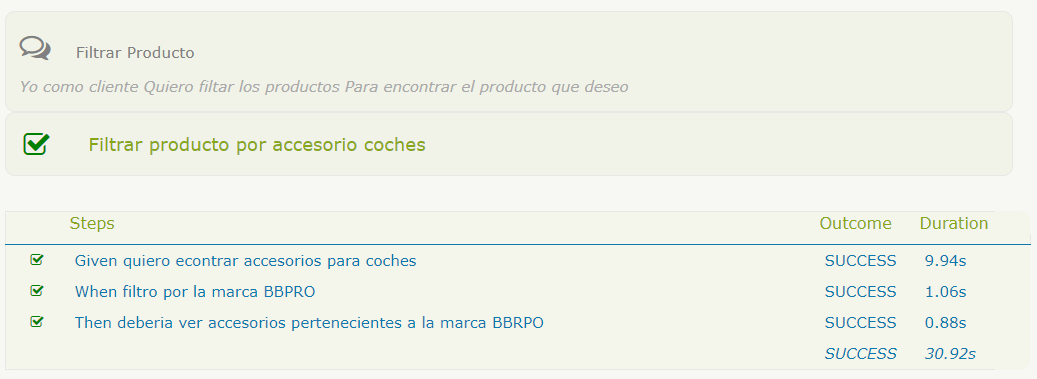 Filtrar Producto
Yo como cliente Quiero filtar los productos Para encontrar el producto que deseo
Filtrar producto por accesorio coches
Steps Outcome Duration
Given quiero econtrar accesorios para coches SUCCESS 9.94s
When filtro por la marca BBPRO SUCCESS 1.06s
Then deberia ver accesorios pertenecientes a la marca BBRPO SUCCESS 0.88s
SUCCESS 30.92s